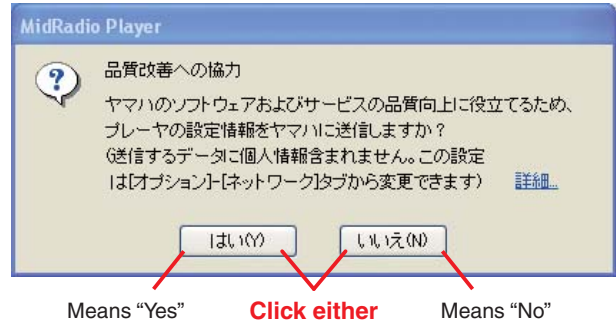 MidRadio Player
品質改善への協力
ヤマハのソフトウェアおよびサービスの品質向上に役立てるため、
プレーヤの設定情報をヤマハに送信しますか？
(送信するデータに個人情報含まれません。この設定
は[オプション]-[ネットワーク]タブから変更できます) 詳細...
はい(Y) いいえ(N)
Means “Yes” Click either Means “No”